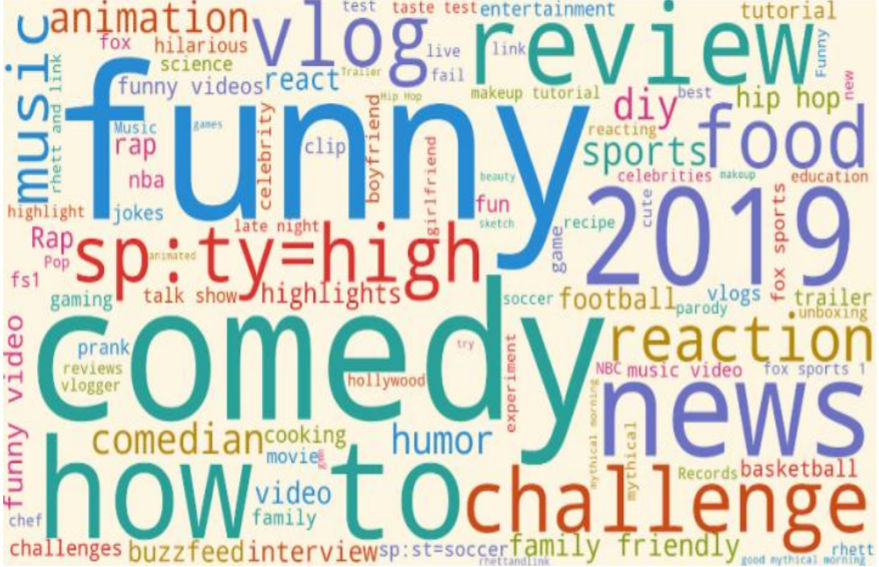 animation
test
taste test
entertainment
tutorial
fox
hilarious
vlog
live
link
review
Funny
music
rhett and link
science
funny videos
react
Trailer
fail
Hip Hop
makeup tutorial
diy
best
hip hop
new
funny
Music
games
rap
celebrity
clip
boyfriend
reacting
sports
food
nba
girlfriend
beauty
celebrities
makeup
education
highlight
jokes
fun
sketch
recipe
cute
2019
fox sports
late night
Rap
Pop
sp:ty=high
animated
game
fs1
gaming
talk show
highlights
soccer
football
parody
vlogs
trailer
unboxing
comedy
prank
reviews
vlogger
hollywood
try
experiment
reaction
NBC
music video
fox sports 1
funny video
comedian
cooking
movie
humor
mythical morning
mythical
news
how to
video
family
challenge
Records
basketball
chef
challenges
buzzfeed
interview
sp:st=soccer
rhettandlink
family friendly
good mythical morning
rhett